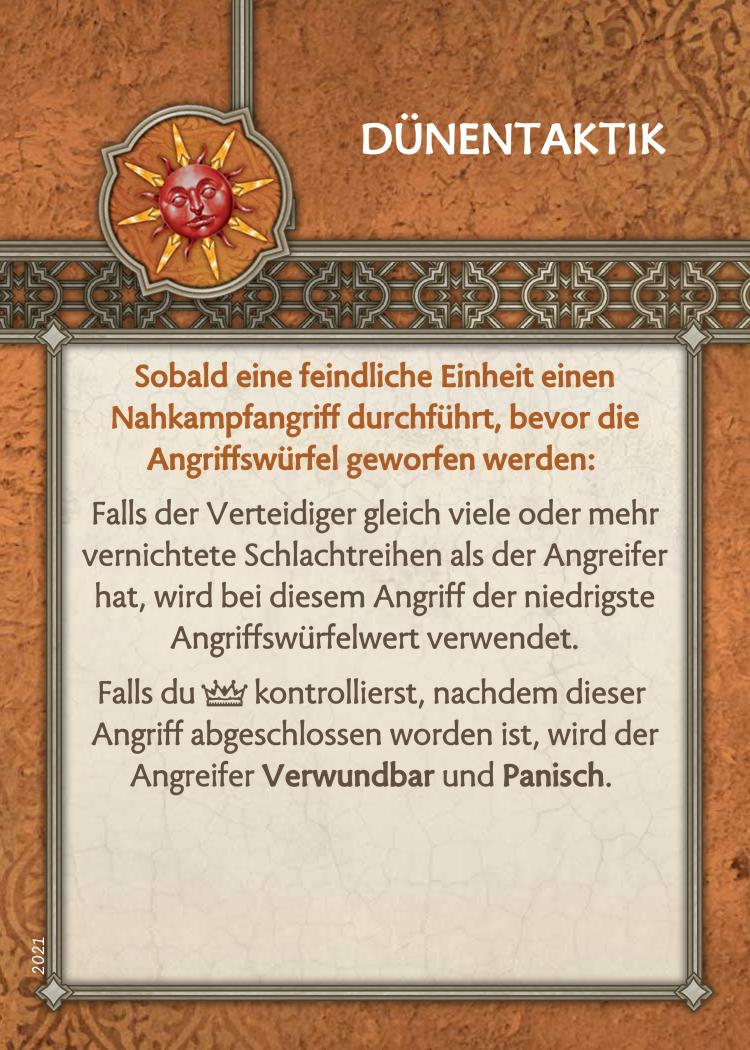 DÜNENTAKTIK
Sobald eine feindliche Einheit einen
Nahkampfangriff durchführt, bevor die
Angriffswürfel geworfen werden:
Falls der Verteidiger gleich viele oder mehr
vernichtete Schlachtreihen als der Angreifer
hat, wird bei diesem Angriff der niedrigste
Angriffswürfelwert verwendet.
Falls du kontrollierst, nachdem dieser
Angriff abgeschlossen worden ist, wird der
Angreifer Verwundbar und Panisch.
2021